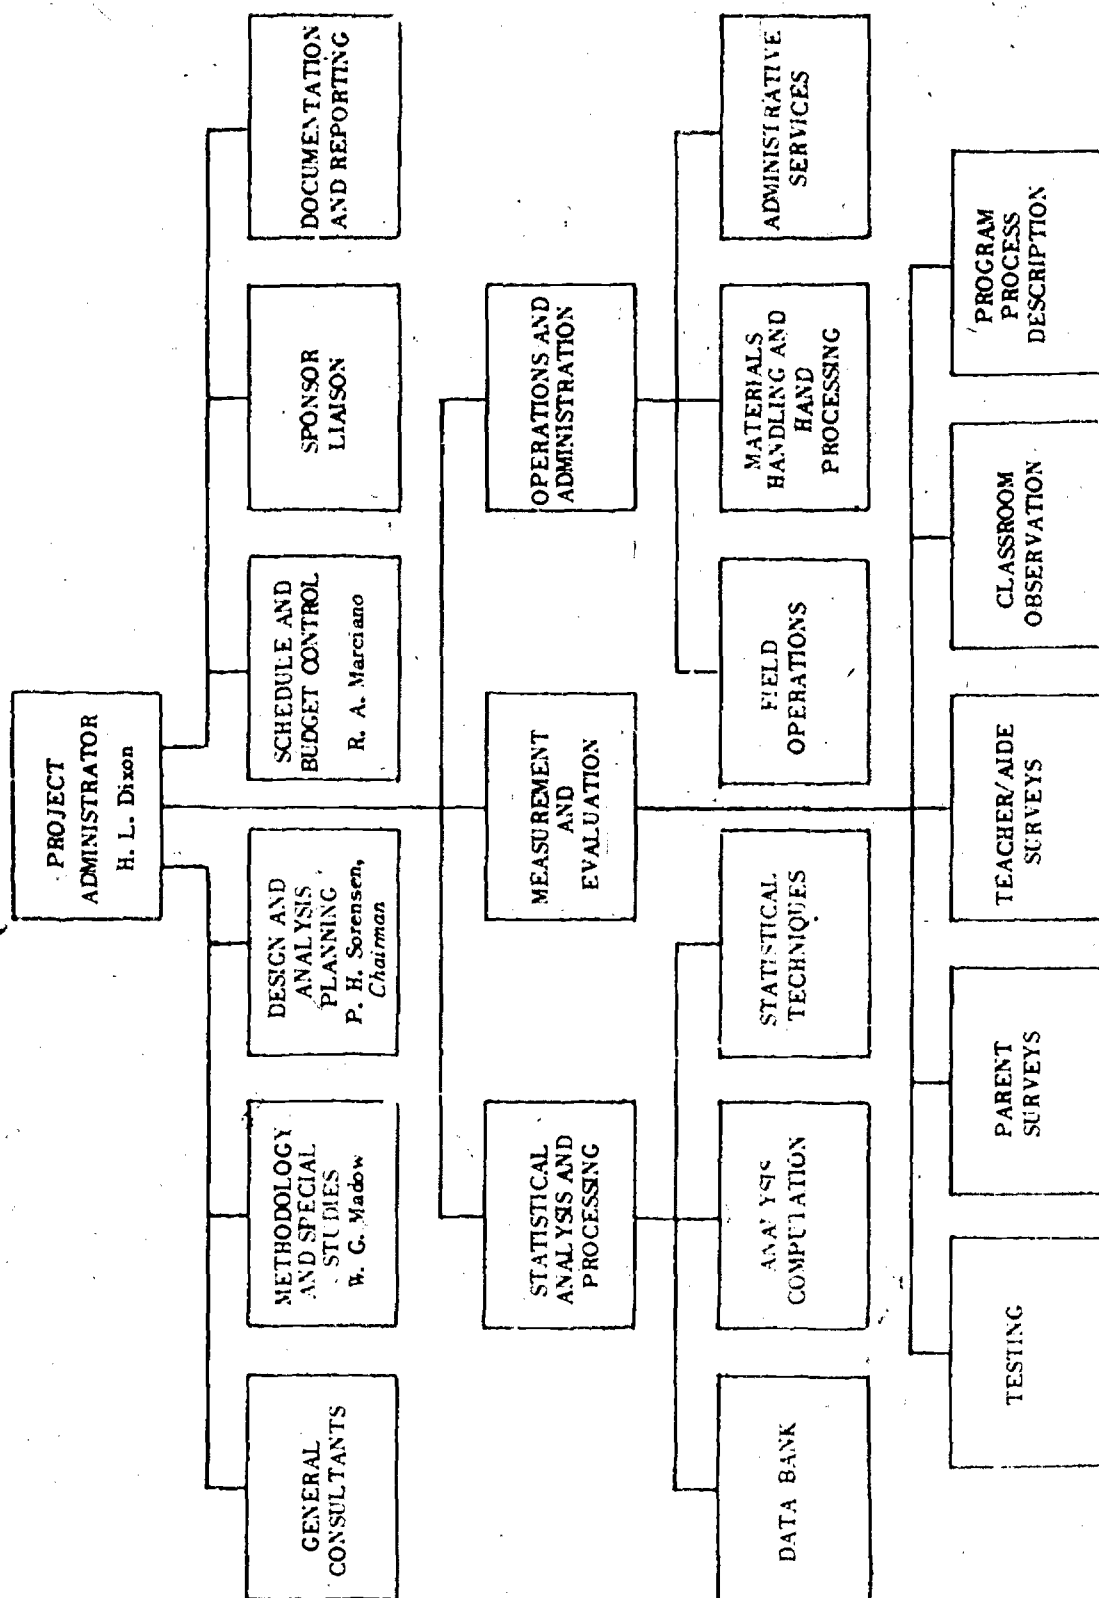 PROJECT
ADMINISTRATOR
H. L. Dixon
GENERAL
CONSULTANTS
METHODOLOGY
AND SPECIAL
STUDIES
W. G. Madow
DESIGN AND
ANALYSIS
PLANNING
P. H. Sorensen,
Chairman
SCHEDULE AND
BUDGET CONTROL
R. A. Marciano
SPONSOR
LIAISON
DOCUMENTATION
AND REPORTING
STATISTICAL
ANALYSIS AND
PROCESSING
MEASUREMENT
AND
EVALUATION
OPERATIONS AND
ADMINISTRATION
DATA BANK
ANALYSIS
COMPUTATION
STATISTICAL
TECHNIQUES
FIELD
OPERATIONS
MATERIALS
HANDLING AND
HAND
PROCESSING
ADMINISTRATIVE
SERVICES
TESTING
PARENT
SURVEYS
TEACHER/AIDE
SURVEYS
CLASSROOM
OBSERVATION
PROGRAM
PROCESS
DESCRIPTION